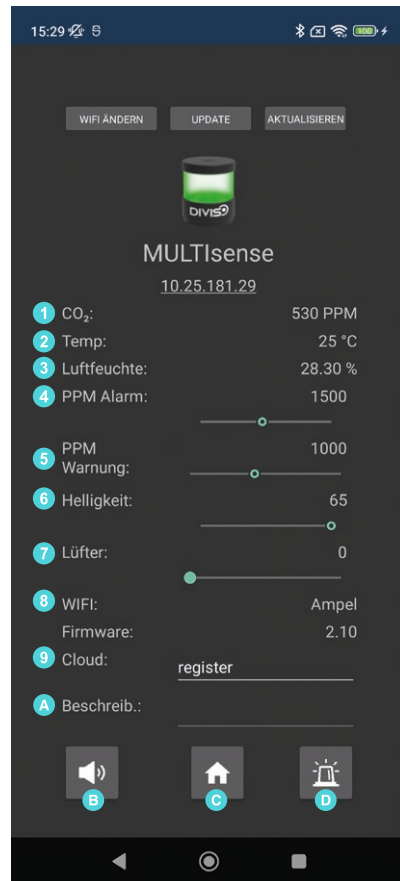 15:29
100
WIFI ÄNDERN UPDATE AKTUALISIEREN
DIVIS
MULTIsense
10.25.181.29
1 CO₂: 530 PPM
2 Temp: 25 °C
3 Luftfeuchte: 28.30 %
4 PPM Alarm: 1500
5 PPM Warnung: 1000
6 Helligkeit: 65
7 Lüfter: 0
8 WIFI: Ampel
Firmware: 2.10
9 Cloud: register
A Beschreib.:
B C D